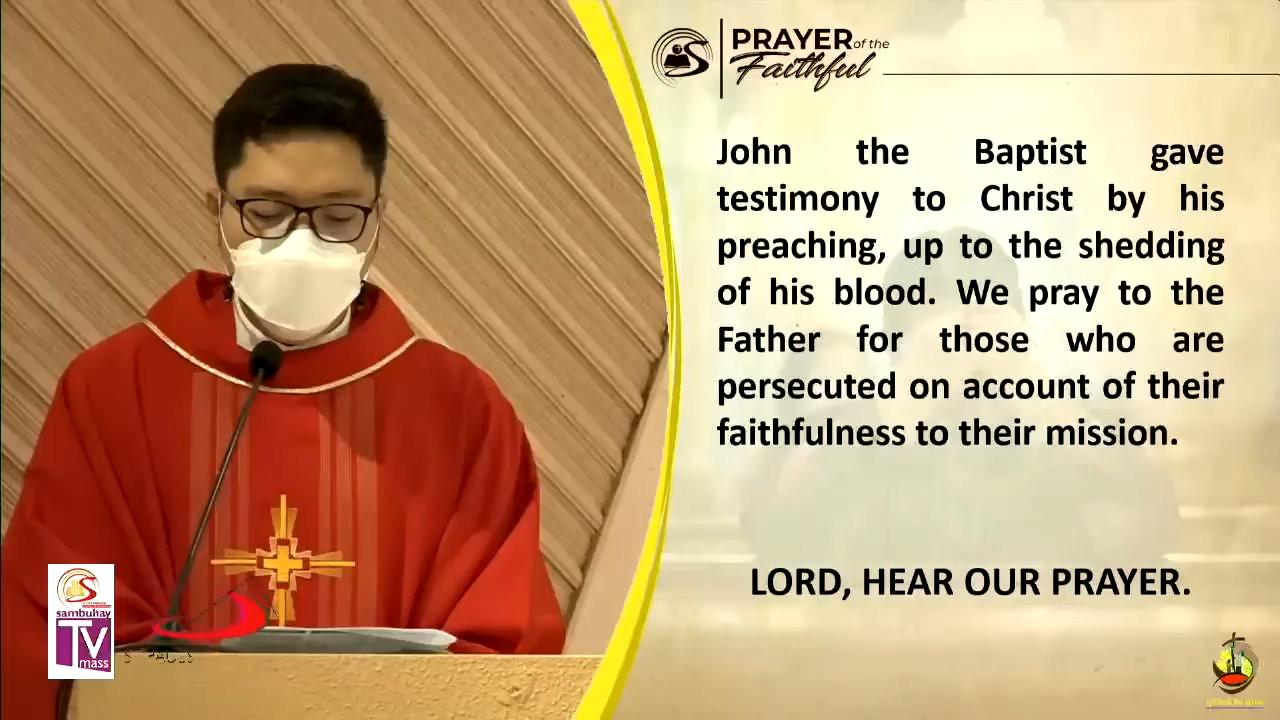 PRAYER of the
Faithful
John the Baptist gave
testimony to Christ by his
preaching, up to the shedding
of his blood. We pray to the
Father for those who are
persecuted on account of their
faithfulness to their mission.
LORD, HEAR OUR PRAYER.
sambuhay
TV
mass